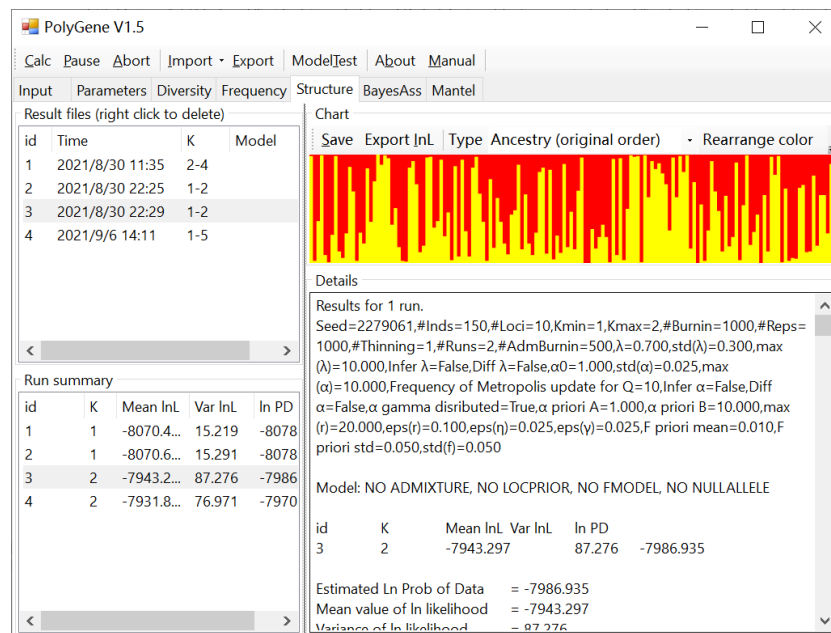 PolyGene V1.5
Calc Pause Abort Import Export ModelTest About Manual
Input Parameters Diversity Frequency Structure BayesAss Mantel
Result files (right click to delete)
id Time K Model
1 2021/8/30 11:35 2-4
2 2021/8/30 22:25 1-2
3 2021/8/30 22:29 1-2
4 2021/9/6 14:11 1-5
Run summary
id K Mean lnL Var lnL ln PD
1 1 -8070.4... 15.219 -8078
2 1 -8070.6... 15.291 -8078
3 2 -7943.2... 87.276 -7986
4 2 -7931.8... 76.971 -7970
Chart
Save Export lnL Type Ancestry (original order) Rearrange color
Details
Results for 1 run.
Seed=2279061,#Inds=150,#Loci=10,Kmin=1,Kmax=2,#Burnin=1000,#Reps=
1000,#Thinning=1,#Runs=2,#AdmBurnin=500,λ=0.700,std(λ)=0.300,max
(λ)=10.000,Infer λ=False,Diff λ=False,α0=1.000,std(α)=0.025,max
(α)=10.000,Frequency of Metropolis update for Q=10,Infer α=False,Diff
α=False,α gamma disributed=True,α priori A=1.000,α priori B=10.000,max
(r)=20.000,eps(r)=0.100,eps(η)=0.025,eps(γ)=0.025,F priori mean=0.010,F
priori std=0.050,std(f)=0.050
Model: NO ADMIXTURE, NO LOCPRIOR, NO FMODEL, NO NULLALLELE
id K Mean lnL Var lnL ln PD
3 2 -7943.297 87.276 -7986.935
Estimated Ln Prob of Data = -7986.935
Mean value of ln likelihood = -7943.297
Variance of ln likelihood = 87.276